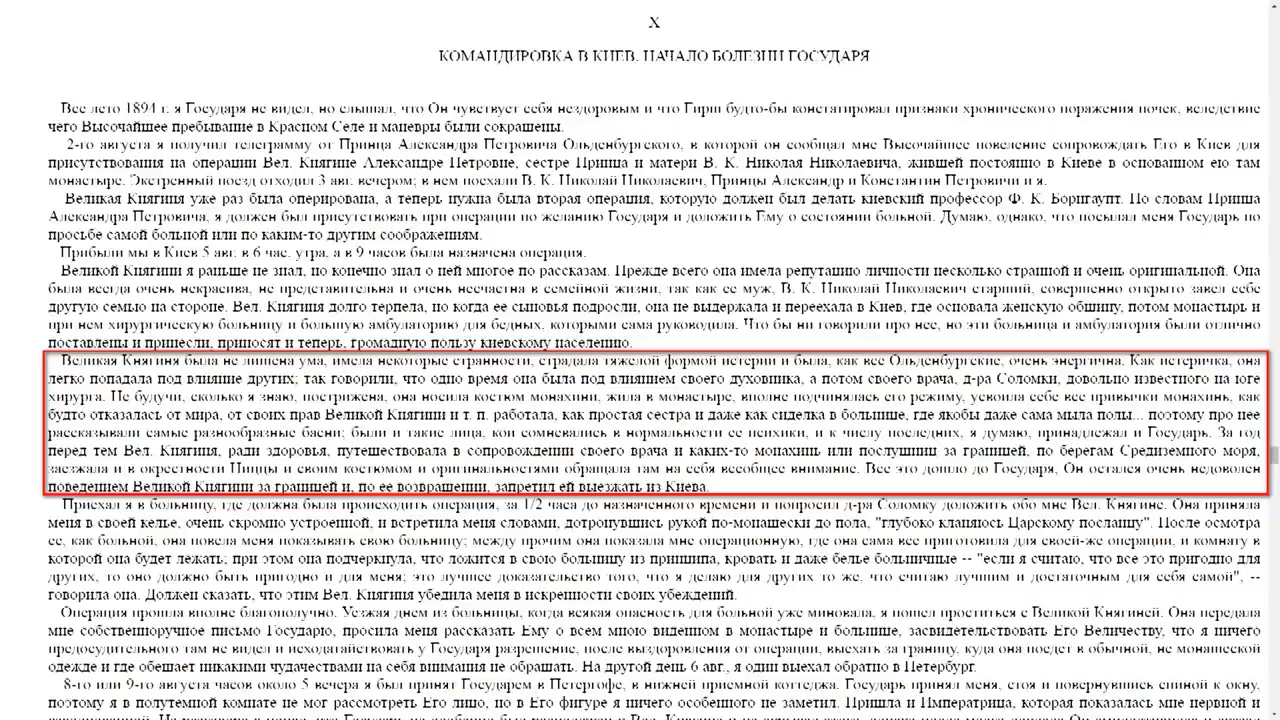 X
КОМАНДИРОВКА В КИЕВ. НАЧАЛО БОЛЕЗНИ ГОСУДАРЯ
Все лето 1894 г. я Государя не видел, но слышал, что Он чувствует себя нездоровым и что Гирш будто-бы констатировал признаки хронического поражения почек, вследствие
чего Высочайшее пребывание в Красном Селе и маневры были сокращены.
2-го августа я получил телеграмму от Принца Александра Петровича Ольденбургского, в которой он сообщал мне Высочайшее повеление сопровождать Его в Киев для
присутствования на операции Вел. Княгине Александре Петровне, сестре Принца и матери В. К. Николая Николаевича, жившей постоянно в Киеве в основанном ею там
монастыре. Экстренный поезд отходил 3 авг. вечером; в нем поехали В. К. Николай Николаевич, Принцы Александр и Константин Петровичи и я.
Великая Княгиня уже раз была оперирована, а теперь нужна была вторая операция, которую должен был делать киевский профессор Ф. К. Борнгаупт. По словам Принца
Александра Петровича, я должен был присутствовать при операции по желанию Государя и доложить Ему о состоянии больной. Думаю, однако, что посылал меня Государь по
просьбе самой больной или по каким-то другим соображениям.
Прибыли мы в Киев 5 авг. в 6 час. утра, а в 9 часов была назначена операция.
Великой Княгини я раньше не знал, но конечно знал о ней многое по рассказам. Прежде всего она имела репутацию личности несколько странной и очень оригинальной. Она
была всегда очень некрасива, не представительна и очень несчастна в семейной жизни, так как ее муж, В. К. Николай Николаевич старший, совершенно открыто завел себе
другую семью на стороне. Вел. Княгиня долго терпела, но когда ее сыновья подросли, она не выдержала и переехала в Киев, где основала женскую общину, потом монастырь и
при нем хирургическую больницу и большую амбулаторию для бедных, которыми сама руководила. Что бы ни говорили про нее, но эти больница и амбулатория были отлично
поставлены и принесли, приносят и теперь, громадную пользу киевскому населению.
Великая Княгиня была не лишена ума, имела некоторые странности, страдала тяжелой формой истерии и была, как все Ольденбургские, очень энергична. Как истеричка, она
легко попадала под влияние других; так говорили, что одно время она была под влиянием своего духовника, а потом своего врача, д-ра Соломки, довольно известного на юге
хирурга. Не будучи, сколько я знаю, пострижена, она носила костюм монахини, жила в монастыре, вполне подчинялась его режиму, усвоила себе все привычки монахинь, как
будто отказалась от мира, от своих прав Великой Княгини и т. п. работала, как простая сестра и даже как сиделка в больнице, где якобы даже сама мыла полы... поэтому про нее
рассказывали самые разнообразные басни; были и такие лица, кои сомневались в нормальности ее психики, и к числу последних, я думаю, принадлежал и Государь. За год
перед тем Вел. Княгиня, ради здоровья, путешествовала в сопровождении своего врача и каких-то монахинь или послушниц за границей, по берегам Средиземного моря,
заезжала и в окрестности Ниццы и своим костюмом и оригинальностями обращала там на себя всеобщее внимание. Все это дошло до Государя, Он остался очень недоволен
поведением Великой Княгини за границей и, по ее возвращении, запретил ей выезжать из Киева.
Приехал я в больницу, где должна была происходить операция, за 1/2 часа до назначенного времени и попросил д-ра Соломку доложить обо мне Вел. Княгине. Она приняла
меня в своей келье, очень скромно устроенной, и встретила меня словами, дотронувшись рукой по-монашески до пола, "глубоко кланяюсь Царскому посланцу". После осмотра
ее, как больной, она повела меня показывать свою больницу; между прочим она показала мне операционную, где она сама все приготовила для своей-же операции, и комнату в
которой она будет лежать; при этом она подчеркнула, что ложится в свою больницу из принципа, кровать и даже белье больничные -- "если я считаю, что все это пригодно для
других, то оно должно быть пригодно и для меня; это лучшее доказательство того, что я делаю для других то же, что считаю лучшим и достаточным для себя самой", --
говорила она. Должен сказать, что этим Вел. Княгиня убедила меня в искренности своих убеждений.
Операция прошла вполне благополучно. Уезжая днем из больницы, когда всякая опасность для больной уже миновала, я пошел проститься с Великой Княгиней. Она передала
мне собственноручное письмо Государю, просила меня рассказать Ему о всем мною виденном в монастыре и больнице, засвидетельствовать Его Величеству, что я ничего
предосудительного там не видел и исходатайствовать у Государя разрешение, после выздоровления от операции, выехать за границу, куда она поедет в обычной, не монашеской
одежде и где обещает никакими чудачествами на себя внимания не обращать. На другой день 6 авг., я один выехал обратно в Петербург.
8-го или 9-го августа часов около 5 вечера я был принят Государем в Петергофе, в нижней приемной коттеджа. Государь принял меня, стоя и повернувшись спиной к окну,
поэтому я в полутемной комнате не мог рассмотреть Его лицо, но в Его фигуре я ничего особенного не заметил. Пришла и Императрица, которая показалась мне нервной и